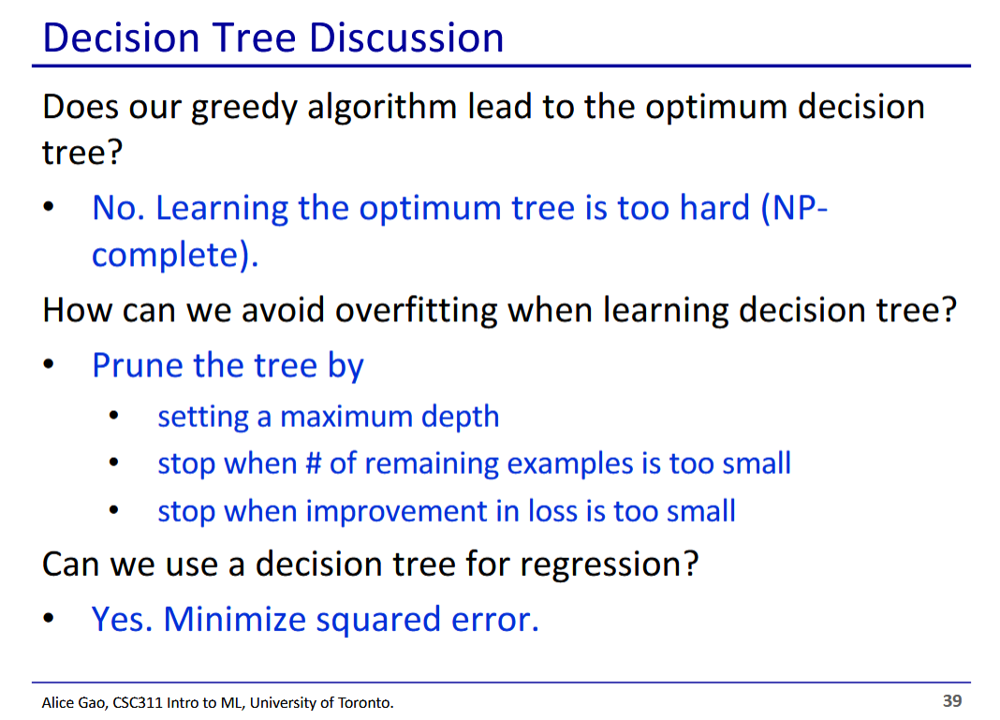 Decision Tree Discussion
Does our greedy algorithm lead to the optimum decision
tree?
• No. Learning the optimum tree is too hard (NP-
complete).
How can we avoid overfitting when learning decision tree?
• Prune the tree by
• setting a maximum depth
• stop when # of remaining examples is too small
• stop when improvement in loss is too small
Can we use a decision tree for regression?
• Yes. Minimize squared error.
Alice Gao, CSC311 Intro to ML, University of Toronto.
39